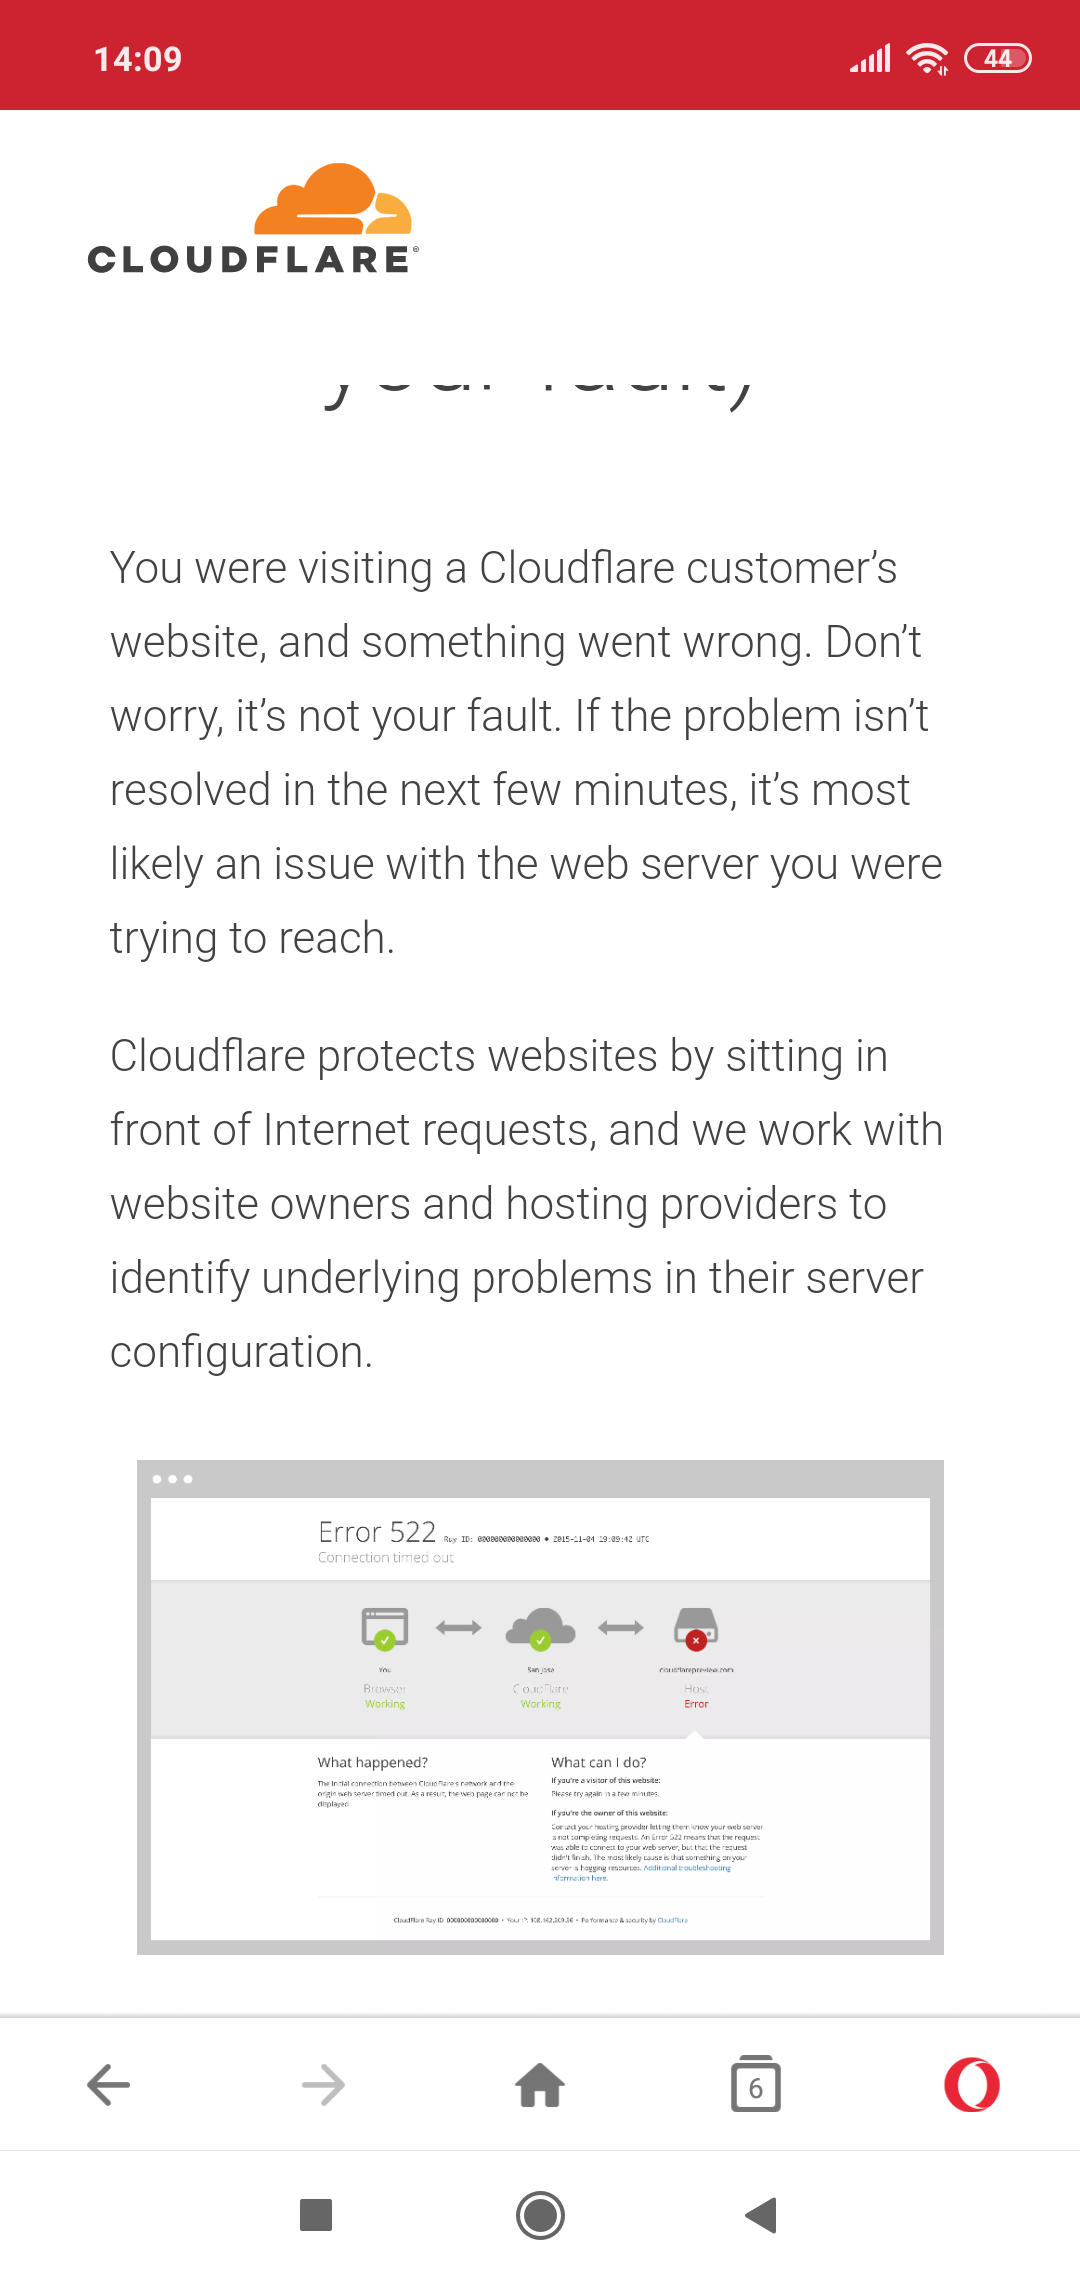 14:09
44
CLOUDFLARE®
your fault)
You were visiting a Cloudflare customer’s
website, and something went wrong. Don’t
worry, it’s not your fault. If the problem isn’t
resolved in the next few minutes, it’s most
likely an issue with the web server you were
trying to reach.
Cloudflare protects websites by sitting in
front of Internet requests, and we work with
website owners and hosting providers to
identify underlying problems in their server
configuration.
Error 522 Ray ID: 000000000000000 • 2015-11-04 19:09:42 UTC
Connection timed out
You
San Jose
cloudflarepreview.com
Browser
CloudFlare
Host
Working
Working
Error
What happened?
The initial connection between CloudFlare's network and the
origin web server timed out. As a result, the web page can not be
displayed.
What can I do?
If you're a visitor of this website:
Please try again in a few minutes.
If you're the owner of this website:
Contact your hosting provider letting them know your web server
is not completing requests. An Error 522 means that the request
was able to connect to your web server, but that the request
didn't finish. The most likely cause is that something on your
server is hogging resources. Additional troubleshooting
information here.
CloudFlare Ray ID: 000000000000000 • Your IP: 108.162.209.56 • Performance & security by CloudFlare
6